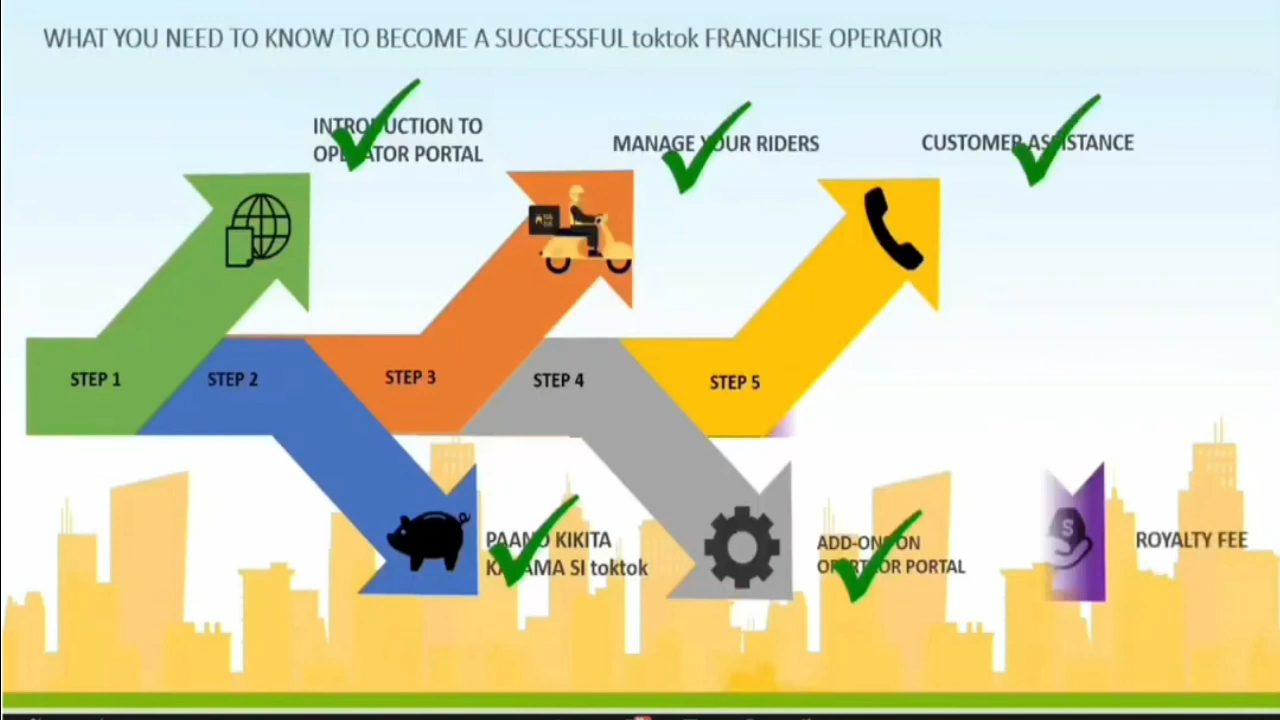 WHAT YOU NEED TO KNOW TO BECOME A SUCCESSFUL toktok FRANCHISE OPERATOR
INTRODUCTION TO
OPERATOR PORTAL
MANAGE YOUR RIDERS
CUSTOMER ASSISTANCE
STEP 1
STEP 2
STEP 3
STEP 4
STEP 5
PAANO KIKITA
KASAMA SI toktok
ADD-ONS ON
OPERTAOR PORTAL
ROYALTY FEE